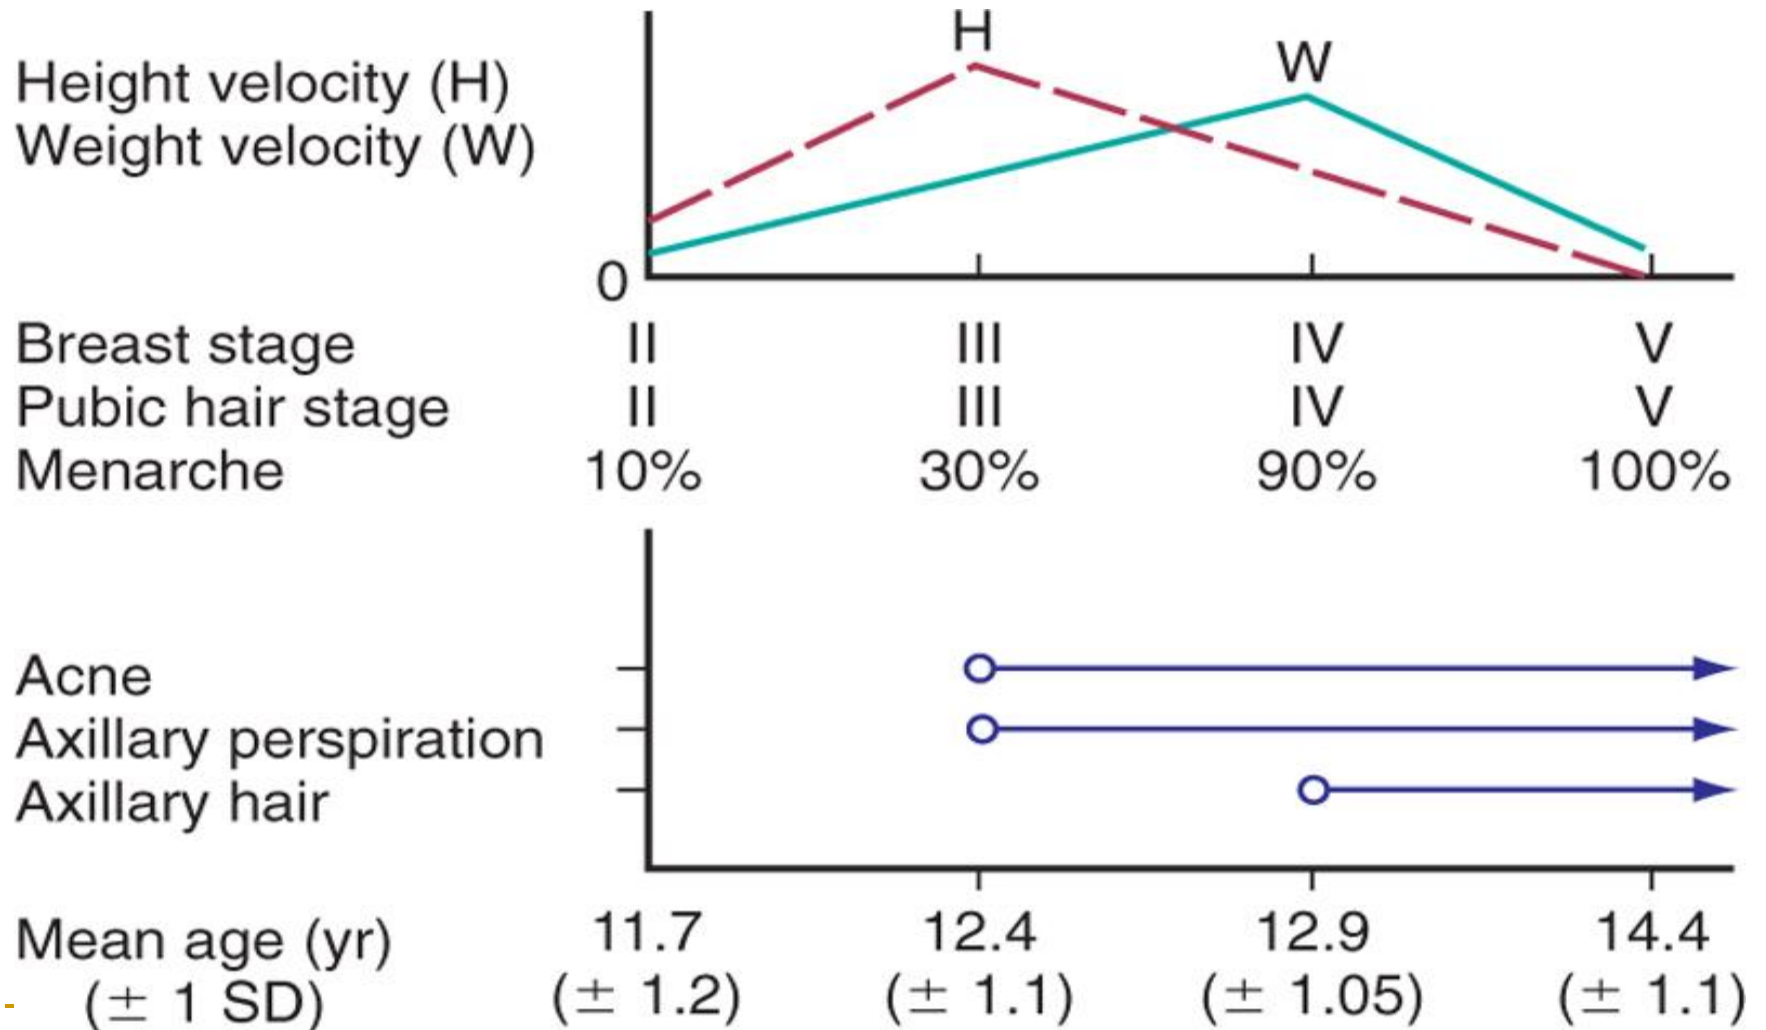 H
W
Height velocity (H)
Weight velocity (W)
0
Breast stage II III IV V
Pubic hair stage II III IV V
Menarche 10% 30% 90% 100%
Acne
Axillary perspiration
Axillary hair
Mean age (yr) 11.7 12.4 12.9 14.4
(± 1 SD) (± 1.2) (± 1.1) (± 1.05) (± 1.1)